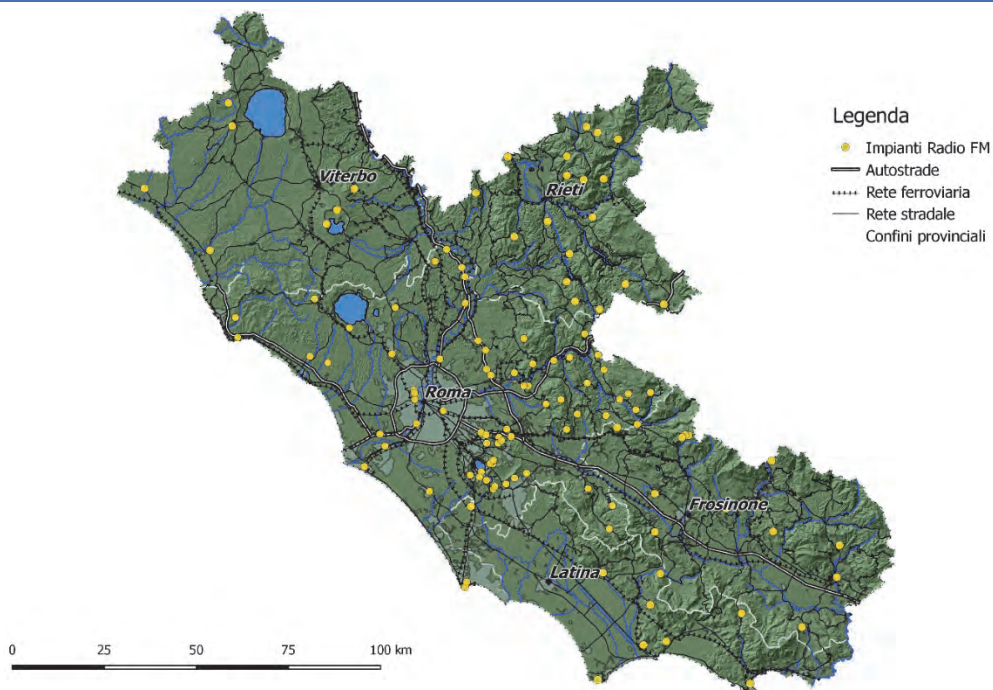 Legenda
Impianti Radio FM
Autostrade
Rete ferroviaria
Rete stradale
Confini provinciali
Viterbo
Rieti
Roma
Frosinone
Latina
0 25 50 75 100 km